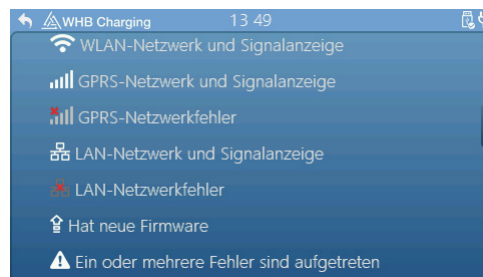 WHB Charging 13 49
WLAN-Netzwerk und Signalanzeige
GPRS-Netzwerk und Signalanzeige
GPRS-Netzwerkfehler
LAN-Netzwerk und Signalanzeige
LAN-Netzwerkfehler
Hat neue Firmware
Ein oder mehrere Fehler sind aufgetreten